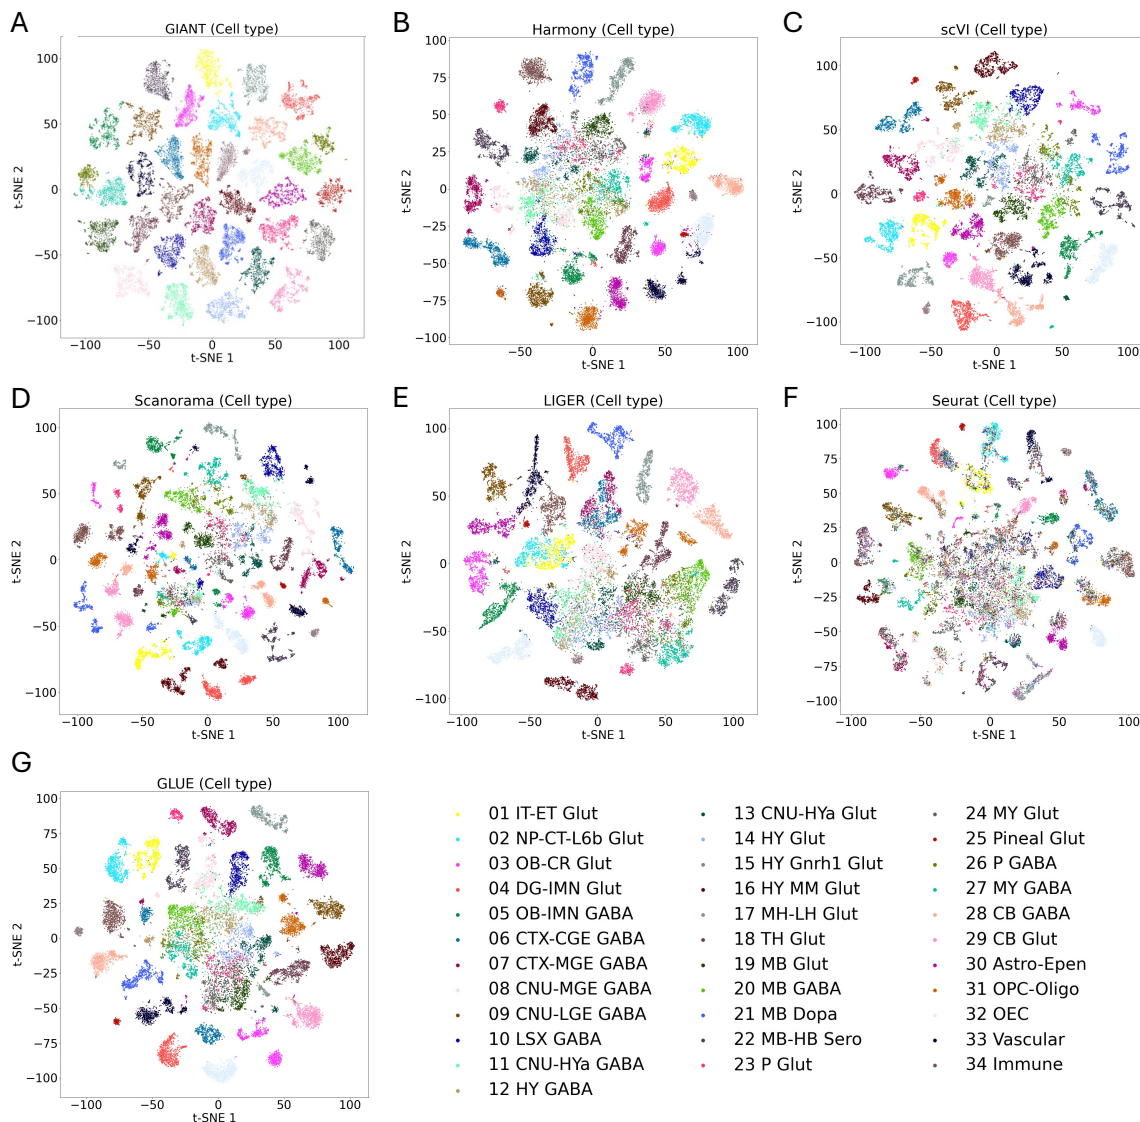 A
GIANT (Cell type)
100
50
0
−50
−100
t-SNE 2
−100
−50
0
50
100
t-SNE 1
B
Harmony (Cell type)
100
75
50
25
0
−25
−50
−75
−100
t-SNE 2
−50
0
50
100
t-SNE 1
C
scVI (Cell type)
100
50
0
−50
−100
t-SNE 2
−100
−50
0
50
100
t-SNE 1
D
Scanorama (Cell type)
100
50
0
−50
−100
t-SNE 2
−100
−50
0
50
100
t-SNE 1
E
LIGER (Cell type)
100
50
0
−50
−100
t-SNE 2
−100
−50
0
50
100
t-SNE 1
F
Seurat (Cell type)
100
75
50
25
0
−25
−50
−75
−100
t-SNE 2
−100
−50
0
50
100
t-SNE 1
G
GLUE (Cell type)
100
75
50
25
0
−25
−50
−75
−100
t-SNE 2
−100
−50
0
50
100
t-SNE 1
01 IT-ET Glut
02 NP-CT-L6b Glut
03 OB-CR Glut
04 DG-IMN Glut
05 OB-IMN GABA
06 CTX-CGE GABA
07 CTX-MGE GABA
08 CNU-MGE GABA
09 CNU-LGE GABA
10 LSX GABA
11 CNU-HYa GABA
12 HY GABA
13 CNU-HYa Glut
14 HY Glut
15 HY Gnrh1 Glut
16 HY MM Glut
17 MH-LH Glut
18 TH Glut
19 MB Glut
20 MB GABA
21 MB Dopa
22 MB-HB Sero
23 P Glut
24 MY Glut
25 Pineal Glut
26 P GABA
27 MY GABA
28 CB GABA
29 CB Glut
30 Astro-Epen
31 OPC-Oligo
32 OEC
33 Vascular
34 Immune